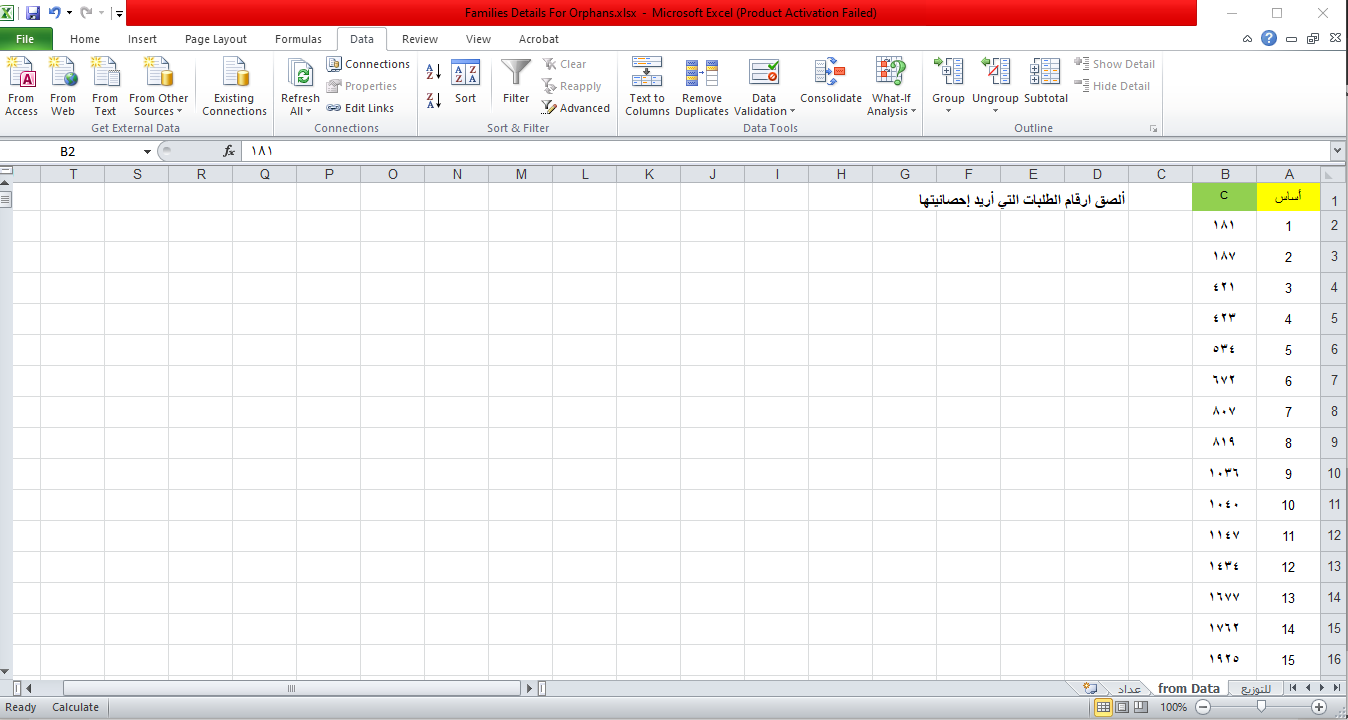 Families Details For Orphans.xlsx - Microsoft Excel (Product Activation Failed)
File Home Insert Page Layout Formulas Data Review View Acrobat
From Access
From Web
From Text
From Other Sources
Existing Connections
Get External Data
Refresh All
Connections
Properties
Edit Links
Connections
Sort
Filter
Clear
Reapply
Advanced
Sort & Filter
Text to Columns
Remove Duplicates
Data Validation
Consolidate
What-If Analysis
Data Tools
Group
Ungroup
Subtotal
Show Detail
Hide Detail
Outline
B2 fx ١٨١
T S R Q P O N M L K J I H G F E D C B A
1 أساس C ألصق ارقام الطلبات التي أريد إحصائيتها
2 1 ١٨١
3 2 ١٨٧
4 3 ٤٢١
5 4 ٤٢٣
6 5 ٥٣٤
7 6 ٦٧٢
8 7 ٨٠٧
9 8 ٨١٩
10 9 ١٠٣٦
11 10 ١٠٤٠
12 11 ١١٤٧
13 12 ١٤٣٤
14 13 ١٦٧٧
15 14 ١٧٦٢
16 15 ١٩٢٥
للتوزيع from Data عداد
Ready Calculate 100%